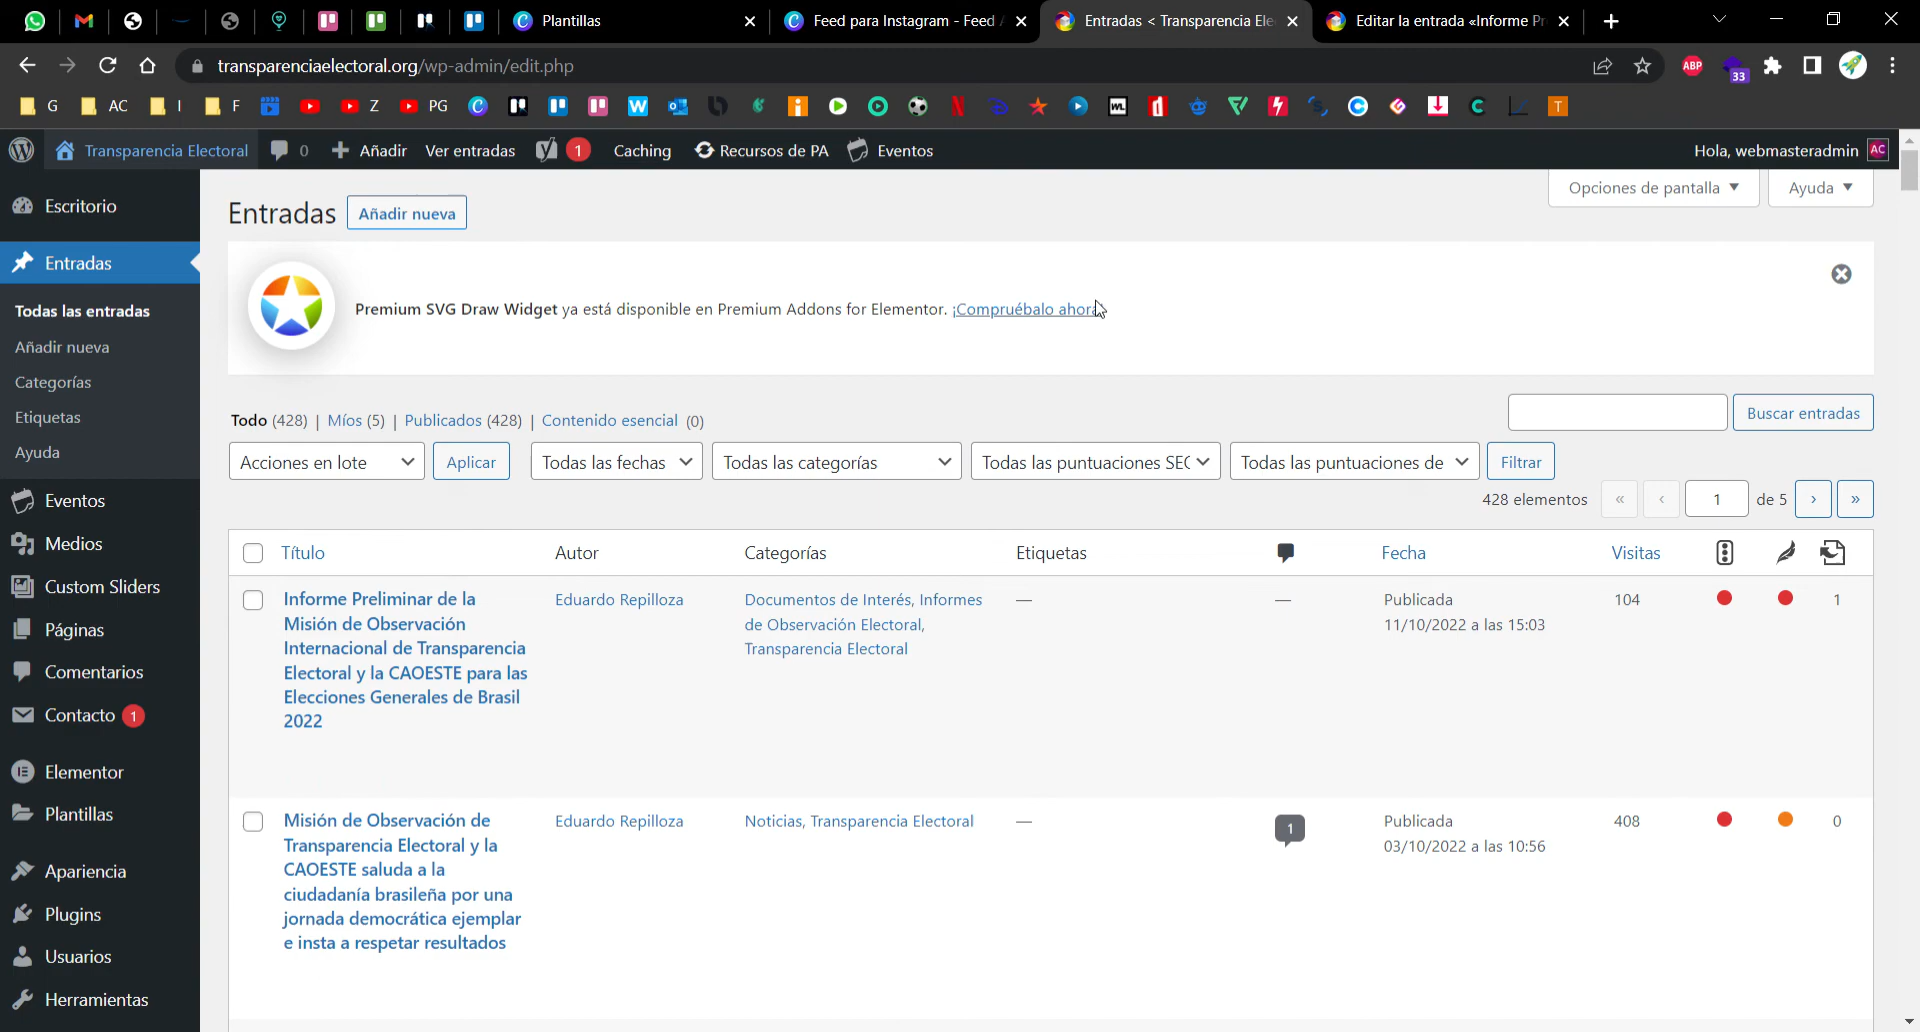 Plantillas
Feed para Instagram - Feed
Entradas < Transparencia Ele
Editar la entrada «Informe Pr
transparenciaelectoral.org/wp-admin/edit.php
ABP
33
G
AC
I
F
Z
PG
T
Transparencia Electoral
0
Añadir
Ver entradas
1
Caching
Recursos de PA
Eventos
Hola, webmasteradmin
AC
Escritorio
Entradas
Todas las entradas
Añadir nueva
Categorías
Etiquetas
Ayuda
Eventos
Medios
Custom Sliders
Páginas
Comentarios
Contacto 1
Elementor
Plantillas
Apariencia
Plugins
Usuarios
Herramientas
Opciones de pantalla
Ayuda
Entradas
Añadir nueva
Premium SVG Draw Widget ya está disponible en Premium Addons for Elementor. ¡Compruébalo ahora!
Todo (428) | Míos (5) | Publicados (428) | Contenido esencial (0)
Buscar entradas
Acciones en lote
Aplicar
Todas las fechas
Todas las categorías
Todas las puntuaciones SEO
Todas las puntuaciones de
Filtrar
428 elementos « ‹ 1 de 5 › »
Título
Autor
Categorías
Etiquetas
Fecha
Visitas
Informe Preliminar de la
Misión de Observación
Internacional de Transparencia
Electoral y la CAOESTE para las
Elecciones Generales de Brasil
2022
Eduardo Repilloza
Documentos de Interés, Informes
de Observación Electoral,
Transparencia Electoral
—
—
Publicada
11/10/2022 a las 15:03
104
1
Misión de Observación de
Transparencia Electoral y la
CAOESTE saluda a la
ciudadanía brasileña por una
jornada democrática ejemplar
e insta a respetar resultados
Eduardo Repilloza
Noticias, Transparencia Electoral
—
1
Publicada
03/10/2022 a las 10:56
408
0